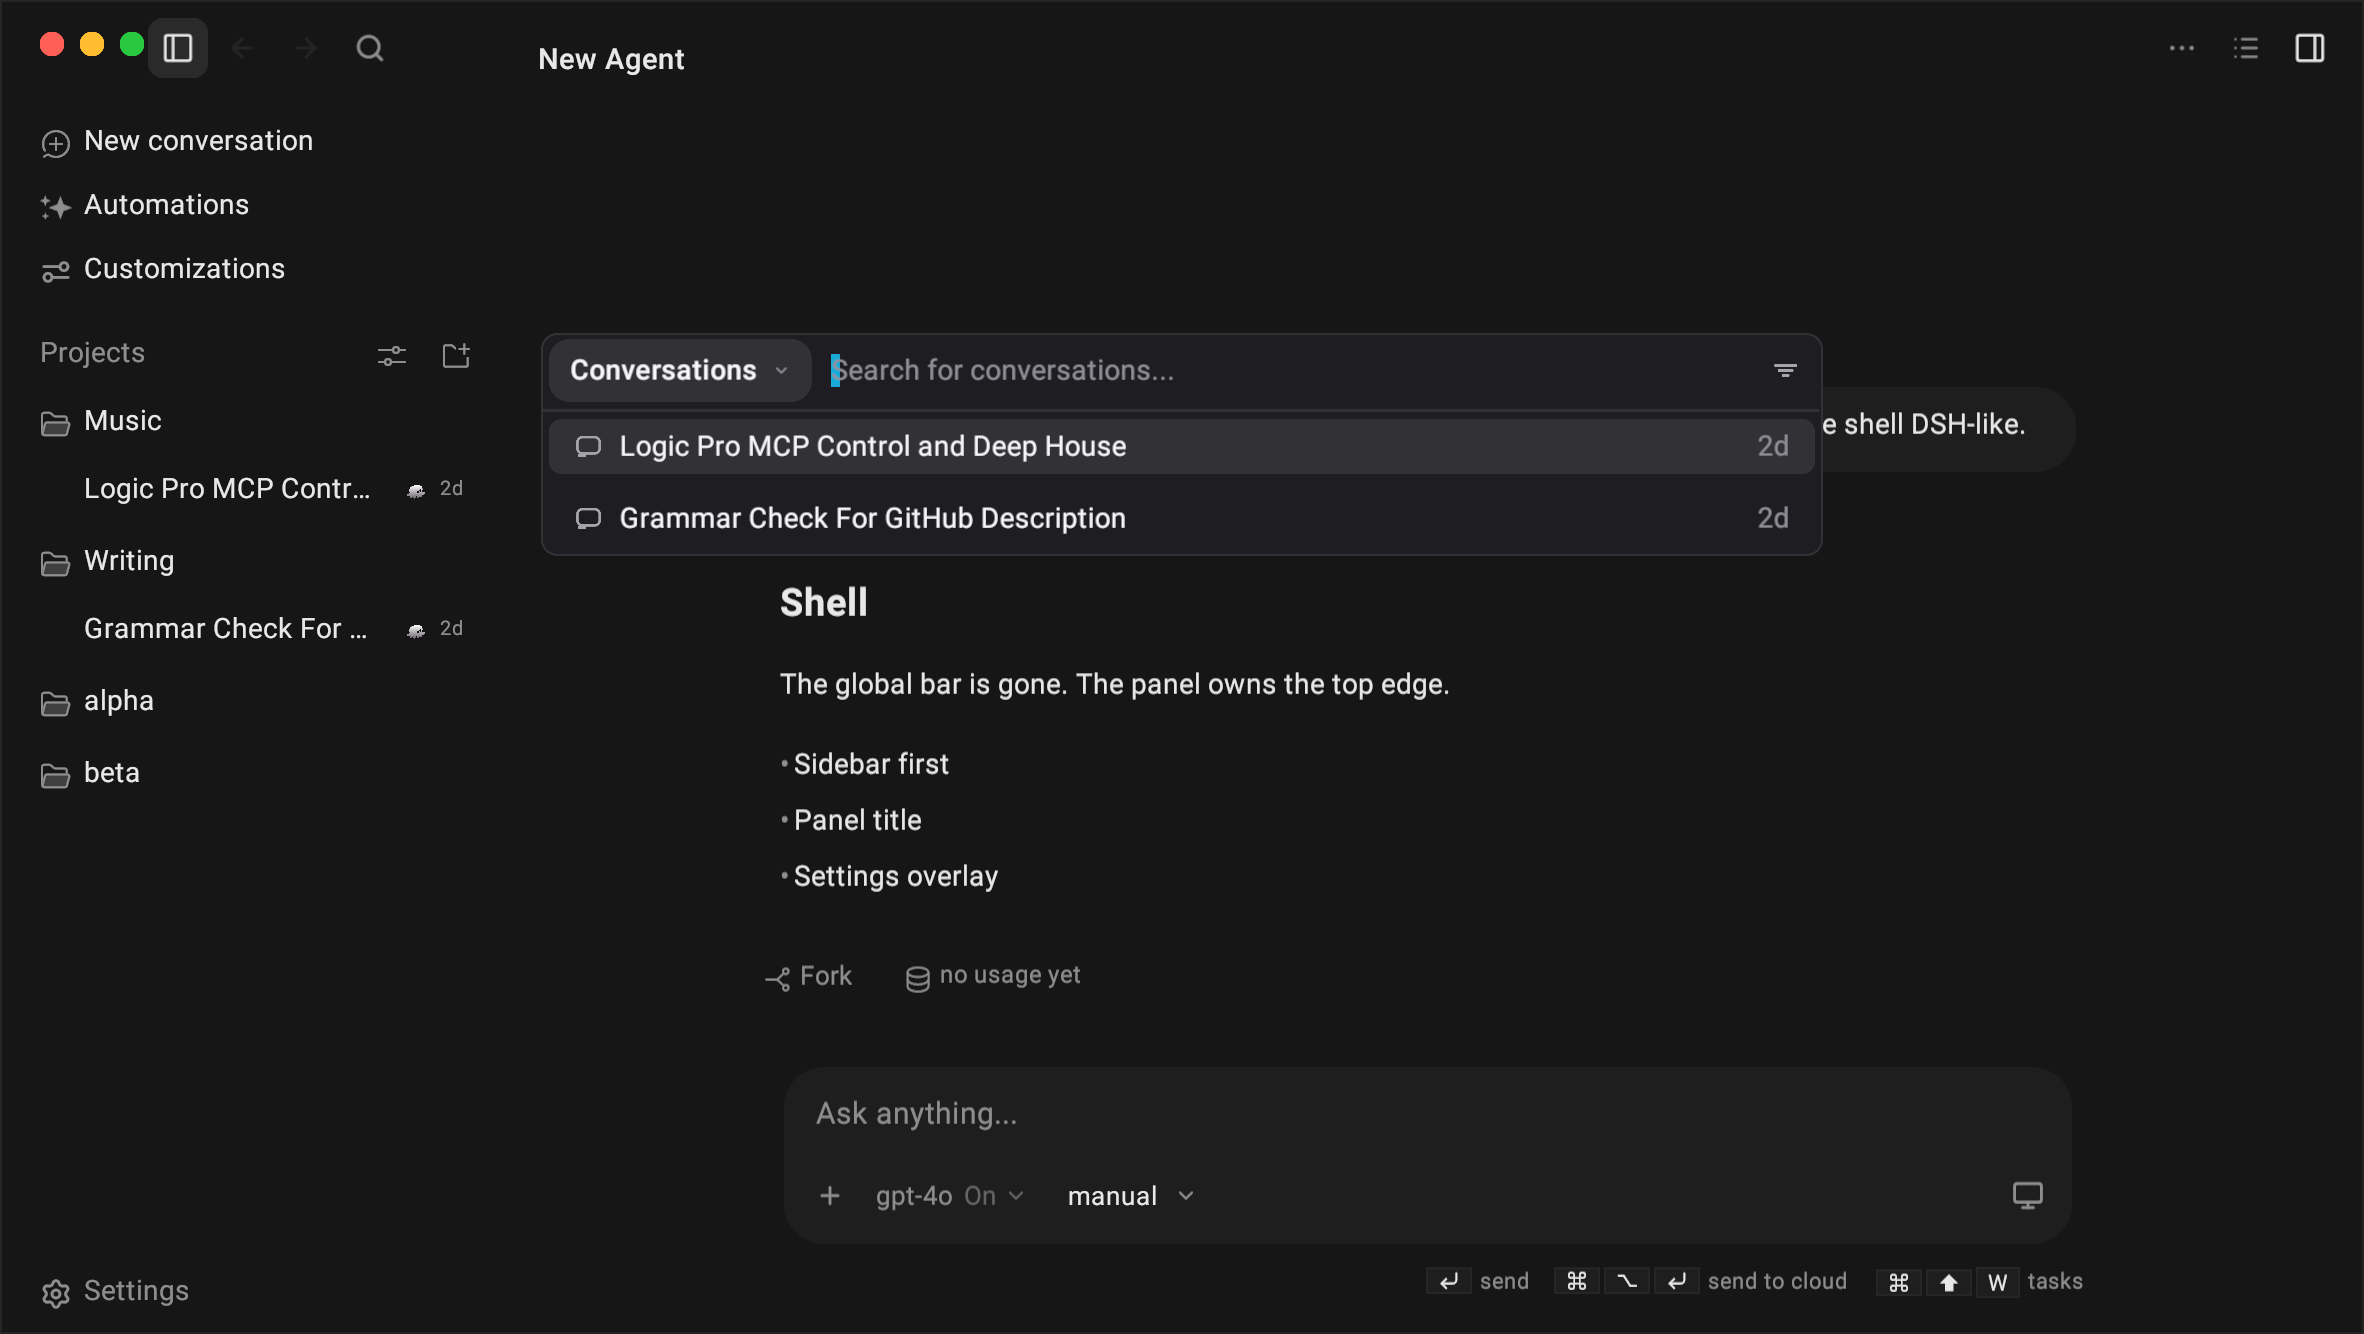 New Agent
New conversation
Automations
Customizations
Projects
Music
Logic Pro MCP Contr... 2d
Writing
Grammar Check For ... 2d
alpha
beta
Settings
Conversations Search for conversations...
Logic Pro MCP Control and Deep House 2d
Grammar Check For GitHub Description 2d
e shell DSH-like.
Shell
The global bar is gone. The panel owns the top edge.
• Sidebar first
• Panel title
• Settings overlay
Fork no usage yet
Ask anything...
+ gpt-4o On manual
↵ send ⌘ ⌥ ↵ send to cloud ⌘ ⬆ W tasks